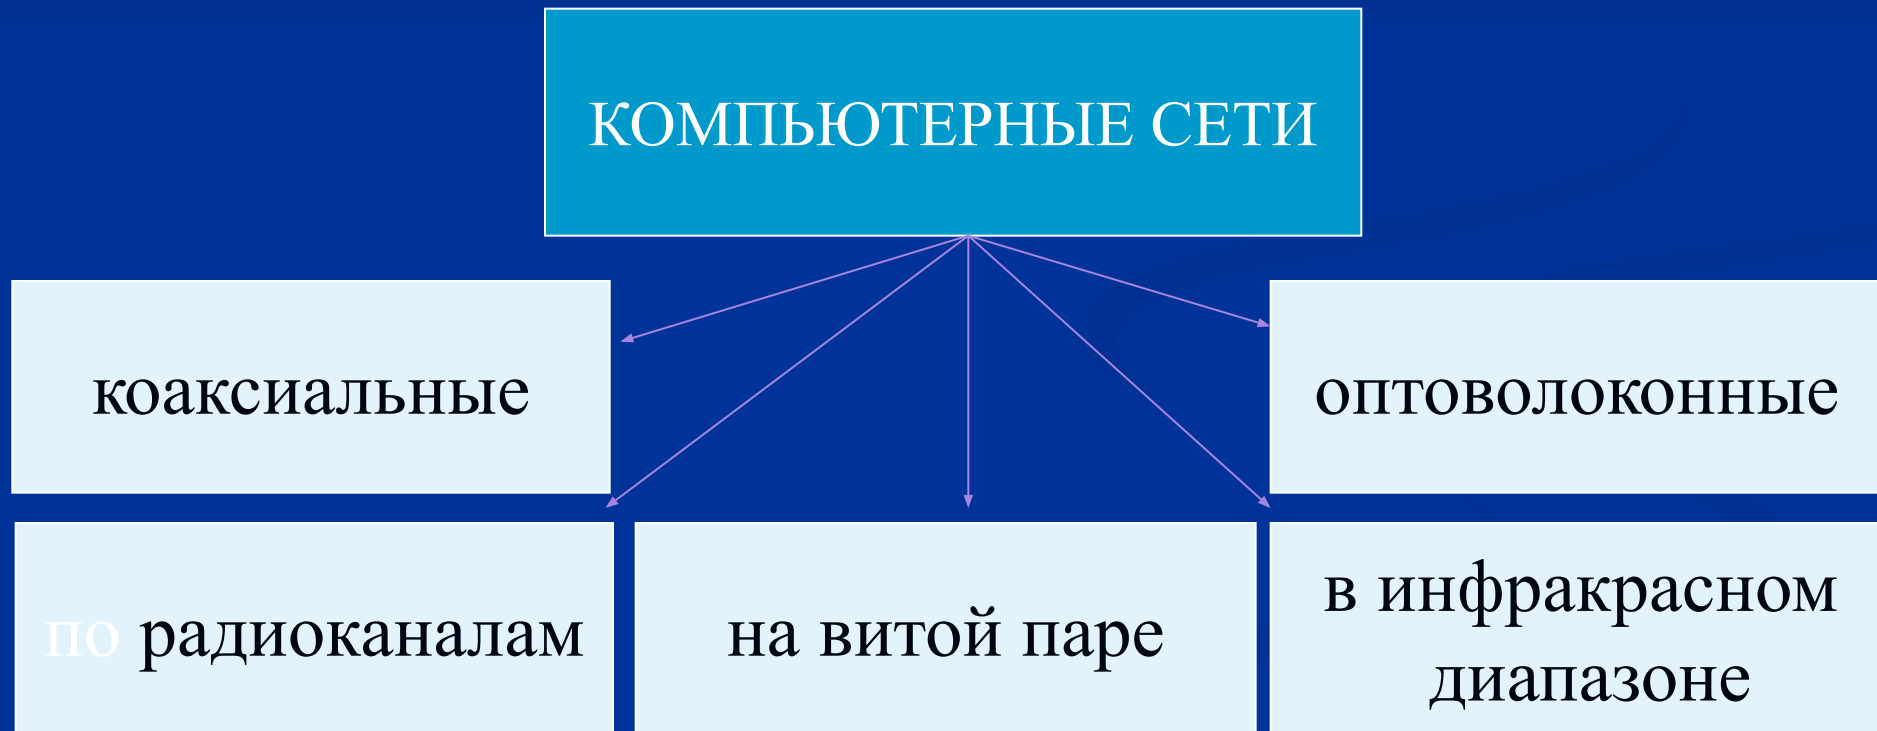 КОМПЬЮТЕРНЫЕ СЕТИ
коаксиальные
оптоволоконные
по радиоканалам
на витой паре
в инфракрасном
диапазоне